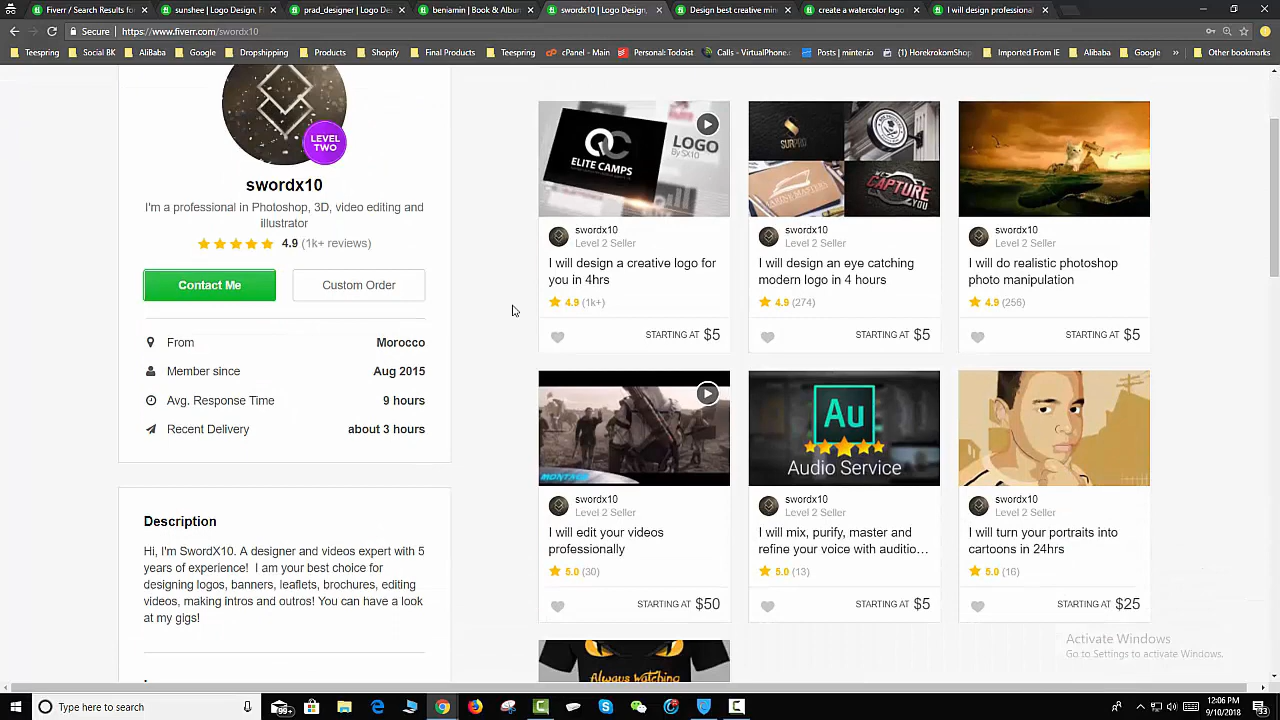 Fiverr / Search Results fo
sunshee | Logo Design, Fl
prad_designer | Logo De
beniamin | Book & Albu
swordx10 | Logo Design,
Design best creative min
create a watercolor logo
I will design professional
Secure | https://www.fiverr.com/swordx10
Teespring
Social BK
AliBaba
Google
Dropshipping
Products
Shopify
Final Products
Teespring
cPanel - Main
Personal: Todoist
Calls - VirtualPhone.c
Posts | minter.io
(1) HorekrokomShop
Imported From IE
Alibaba
Google
»
Other bookmarks
LEVEL
TWO
swordx10
I'm a professional in Photoshop, 3D, video editing and
illustrator
4.9 (1k+ reviews)
Contact Me
Custom Order
From Morocco
Member since Aug 2015
Avg. Response Time 9 hours
Recent Delivery about 3 hours
Description
Hi, I'm SwordX10. A designer and videos expert with 5
years of experience! I am your best choice for
designing logos, banners, leaflets, brochures, editing
videos, making intros and outros! You can have a look
at my gigs!
ELITE CAMPS
LOGO
By SX10
swordx10
Level 2 Seller
I will design a creative logo for
you in 4hrs
4.9 (1k+)
STARTING AT $5
SURPRO
WE
CAPTURE
YOU
swordx10
Level 2 Seller
I will design an eye catching
modern logo in 4 hours
4.9 (274)
STARTING AT $5
swordx10
Level 2 Seller
I will do realistic photoshop
photo manipulation
4.9 (256)
STARTING AT $5
MONTAGE
swordx10
Level 2 Seller
I will edit your videos
professionally
5.0 (30)
STARTING AT $50
Au
Audio Service
swordx10
Level 2 Seller
I will mix, purify, master and
refine your voice with auditio...
5.0 (13)
STARTING AT $5
swordx10
Level 2 Seller
I will turn your portraits into
cartoons in 24hrs
5.0 (16)
STARTING AT $25
Always watching
Activate Windows
Go to Settings to activate Windows.
Type here to search
99+
12:06 PM
9/10/2018